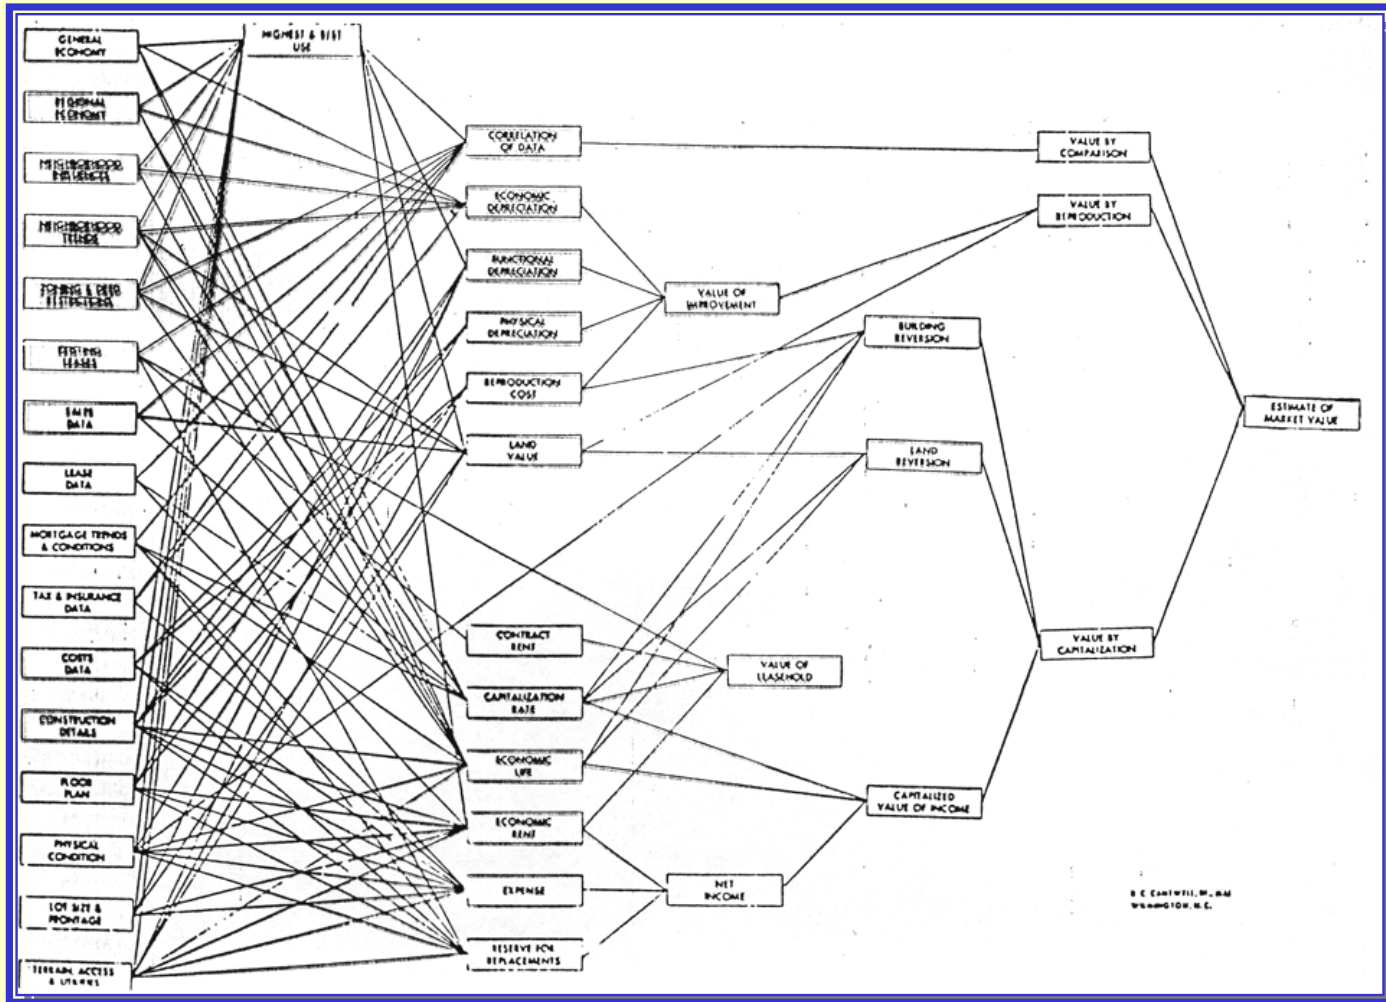 GENERAL
ECONOMY
HIGHEST & BEST
USE
REGIONAL
ECONOMY
NEIGHBORHOOD
INFLUENCES
NEIGHBORHOOD
TRENDS
ZONING & DEED
RESTRICTIONS
EXISTING
LEASES
SALES
DATA
LEASE
DATA
MORTGAGE TRENDS
& CONDITIONS
TAX & INSURANCE
DATA
COSTS
DATA
CONSTRUCTION
DETAILS
FLOOR
PLAN
PHYSICAL
CONDITION
LOT SIZE &
FRONTAGE
TERRAIN, ACCESS
& UTILITIES
CORRELATION
OF DATA
ECONOMIC
DEPRECIATION
FUNCTIONAL
DEPRECIATION
PHYSICAL
DEPRECIATION
REPRODUCTION
COST
LAND
VALUE
CONTRACT
RENT
CAPITALIZATION
RATE
ECONOMIC
LIFE
ECONOMIC
RENT
EXPENSE
RESERVE FOR
REPLACEMENTS
VALUE OF
IMPROVEMENT
VALUE OF
LEASEHOLD
NET
INCOME
BUILDING
REVERSION
LAND
REVERSION
CAPITALIZED
VALUE OF INCOME
VALUE BY
COMPARISON
VALUE BY
REPRODUCTION
VALUE BY
CAPITALIZATION
ESTIMATE OF
MARKET VALUE
CANTWELL
WILMINGTON, N.C.